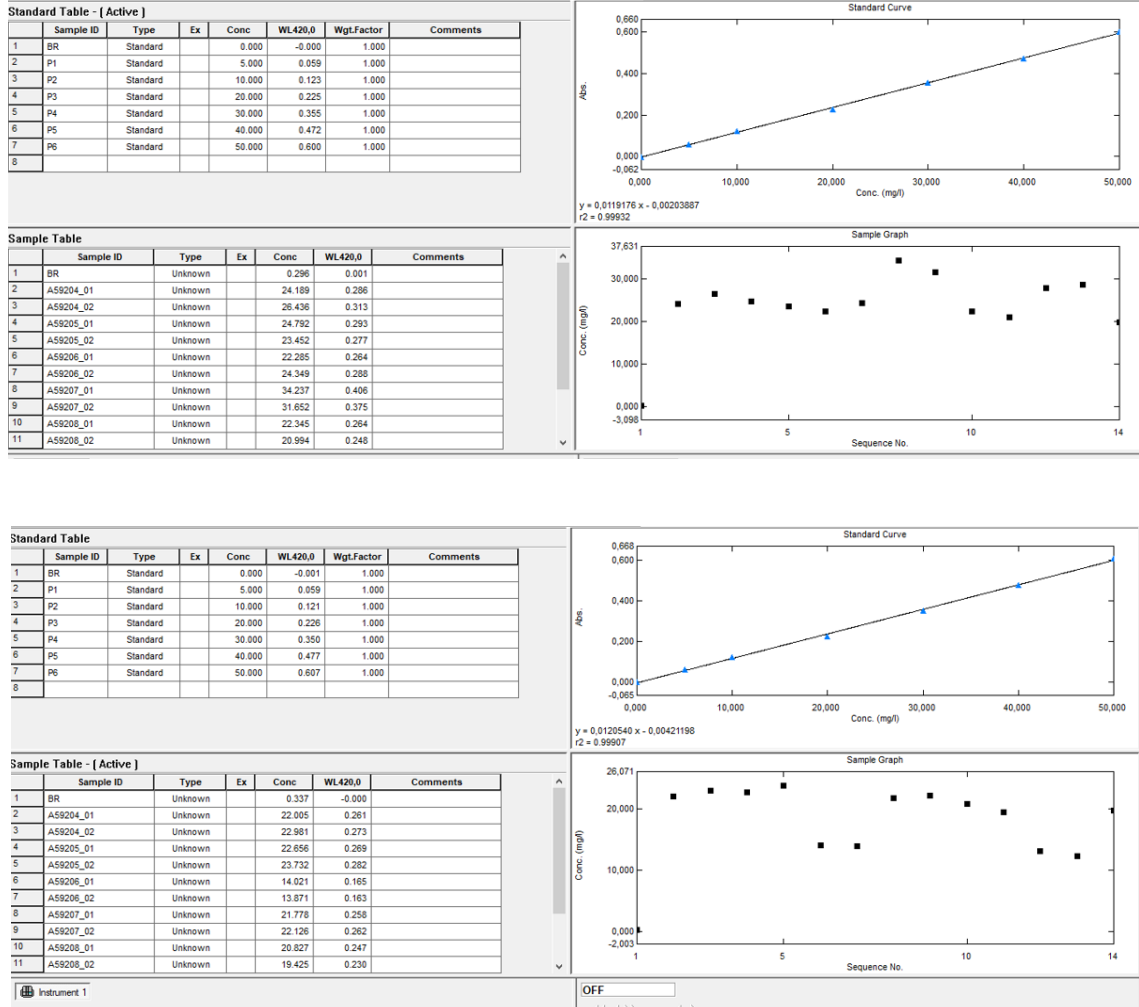 Standard Table - ( Active )
Sample ID Type Ex Conc WL420,0 Wgt.Factor Comments
1 BR Standard 0.000 -0.000 1.000
2 P1 Standard 5.000 0.059 1.000
3 P2 Standard 10.000 0.123 1.000
4 P3 Standard 20.000 0.225 1.000
5 P4 Standard 30.000 0.355 1.000
6 P5 Standard 40.000 0.472 1.000
7 P6 Standard 50.000 0.600 1.000
8
Standard Curve
0,660
0,600
0,400
0,200
0,000
-0,062
Abs.
0,000 10,000 20,000 30,000 40,000 50,000
Conc. (mg/l)
y = 0,0119176 x - 0,00203887
r2 = 0.99932
Sample Table
Sample ID Type Ex Conc WL420,0 Comments
1 BR Unknown 0.296 0.001
2 A59204_01 Unknown 24.189 0.286
3 A59204_02 Unknown 26.436 0.313
4 A59205_01 Unknown 24.792 0.293
5 A59205_02 Unknown 23.452 0.277
6 A59206_01 Unknown 22.285 0.264
7 A59206_02 Unknown 24.349 0.288
8 A59207_01 Unknown 34.237 0.406
9 A59207_02 Unknown 31.652 0.375
10 A59208_01 Unknown 22.345 0.264
11 A59208_02 Unknown 20.994 0.248
Sample Graph
37,631
30,000
20,000
10,000
0,000
-3,098
Conc. (mg/l)
1 5 10 14
Sequence No.
Standard Table
Sample ID Type Ex Conc WL420,0 Wgt.Factor Comments
1 BR Standard 0.000 -0.001 1.000
2 P1 Standard 5.000 0.059 1.000
3 P2 Standard 10.000 0.121 1.000
4 P3 Standard 20.000 0.226 1.000
5 P4 Standard 30.000 0.350 1.000
6 P5 Standard 40.000 0.477 1.000
7 P6 Standard 50.000 0.607 1.000
8
Standard Curve
0,668
0,600
0,400
0,200
0,000
-0,065
Abs.
0,000 10,000 20,000 30,000 40,000 50,000
Conc. (mg/l)
y = 0,0120540 x - 0,00421198
r2 = 0.99907
Sample Table - ( Active )
Sample ID Type Ex Conc WL420,0 Comments
1 BR Unknown 0.337 -0.000
2 A59204_01 Unknown 22.005 0.261
3 A59204_02 Unknown 22.981 0.273
4 A59205_01 Unknown 22.656 0.269
5 A59205_02 Unknown 23.732 0.282
6 A59206_01 Unknown 14.021 0.165
7 A59206_02 Unknown 13.871 0.163
8 A59207_01 Unknown 21.778 0.258
9 A59207_02 Unknown 22.126 0.262
10 A59208_01 Unknown 20.827 0.247
11 A59208_02 Unknown 19.425 0.230
Sample Graph
26,071
20,000
10,000
0,000
-2,003
Conc. (mg/l)
1 5 10 14
Sequence No.
Instrument 1
OFF